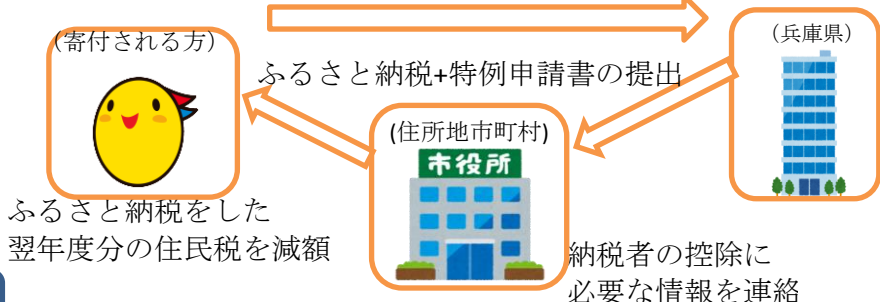 (寄付される方)
(兵庫県)
ふるさと納税+特例申請書の提出
(住所地市町村)
市役所
ふるさと納税をした
翌年度分の住民税を減額
納税者の控除に
必要な情報を連絡